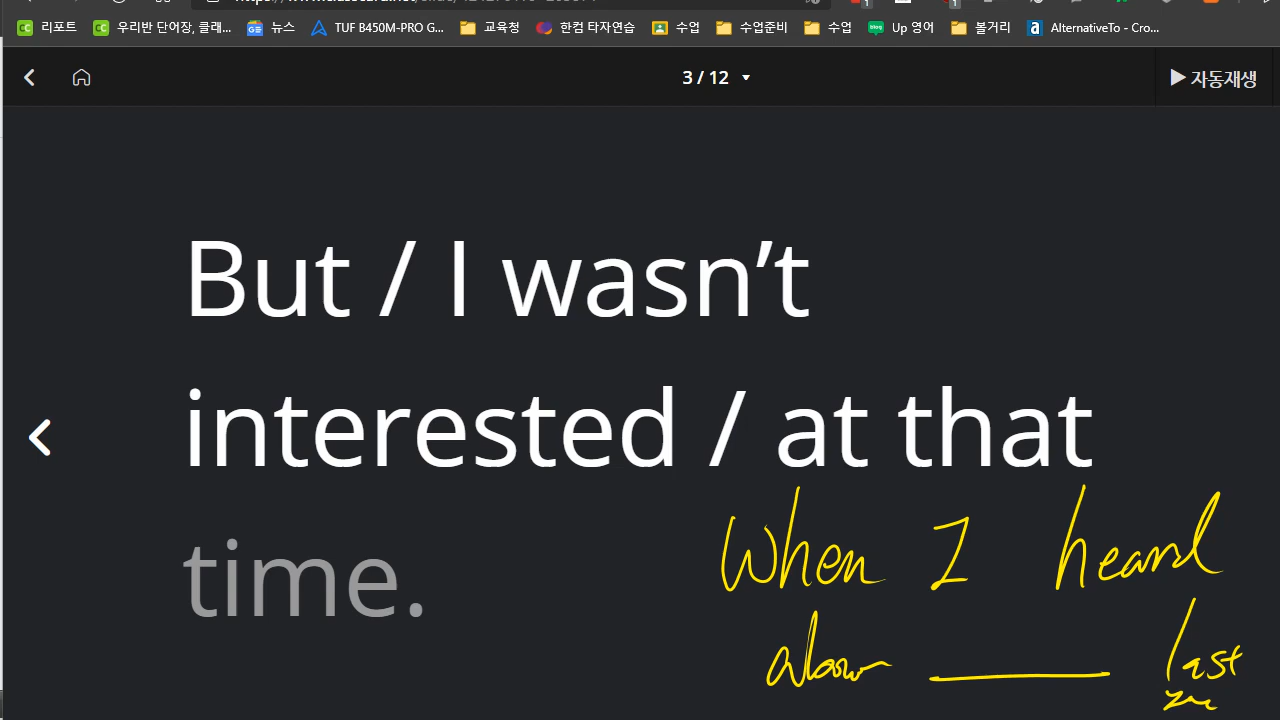 리포트 우리반 단어장, 클래... 뉴스 TUF B450M-PRO G... 교육청 한컴 타자연습 수업 수업준비 수업 Up 영어 볼거리 AlternativeTo - Cro...
3 / 12 자동재생
But / I wasn’t
interested / at that
time.
When I heard
about ______ last